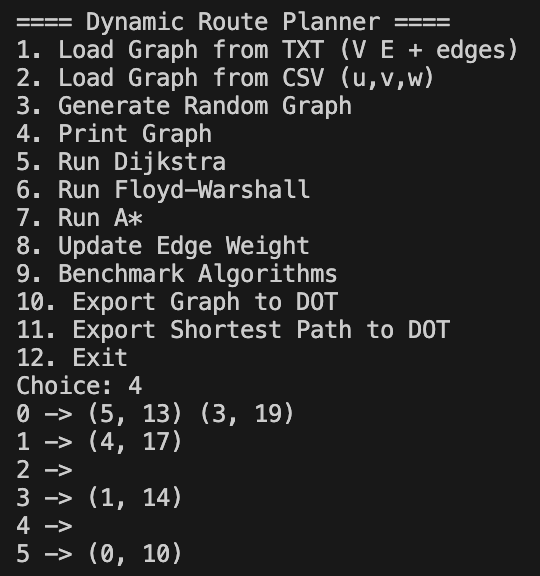 ==== Dynamic Route Planner ====
1. Load Graph from TXT (V E + edges)
2. Load Graph from CSV (u,v,w)
3. Generate Random Graph
4. Print Graph
5. Run Dijkstra
6. Run Floyd-Warshall
7. Run A*
8. Update Edge Weight
9. Benchmark Algorithms
10. Export Graph to DOT
11. Export Shortest Path to DOT
12. Exit
Choice: 4
0 -> (5, 13) (3, 19)
1 -> (4, 17)
2 ->
3 -> (1, 14)
4 ->
5 -> (0, 10)